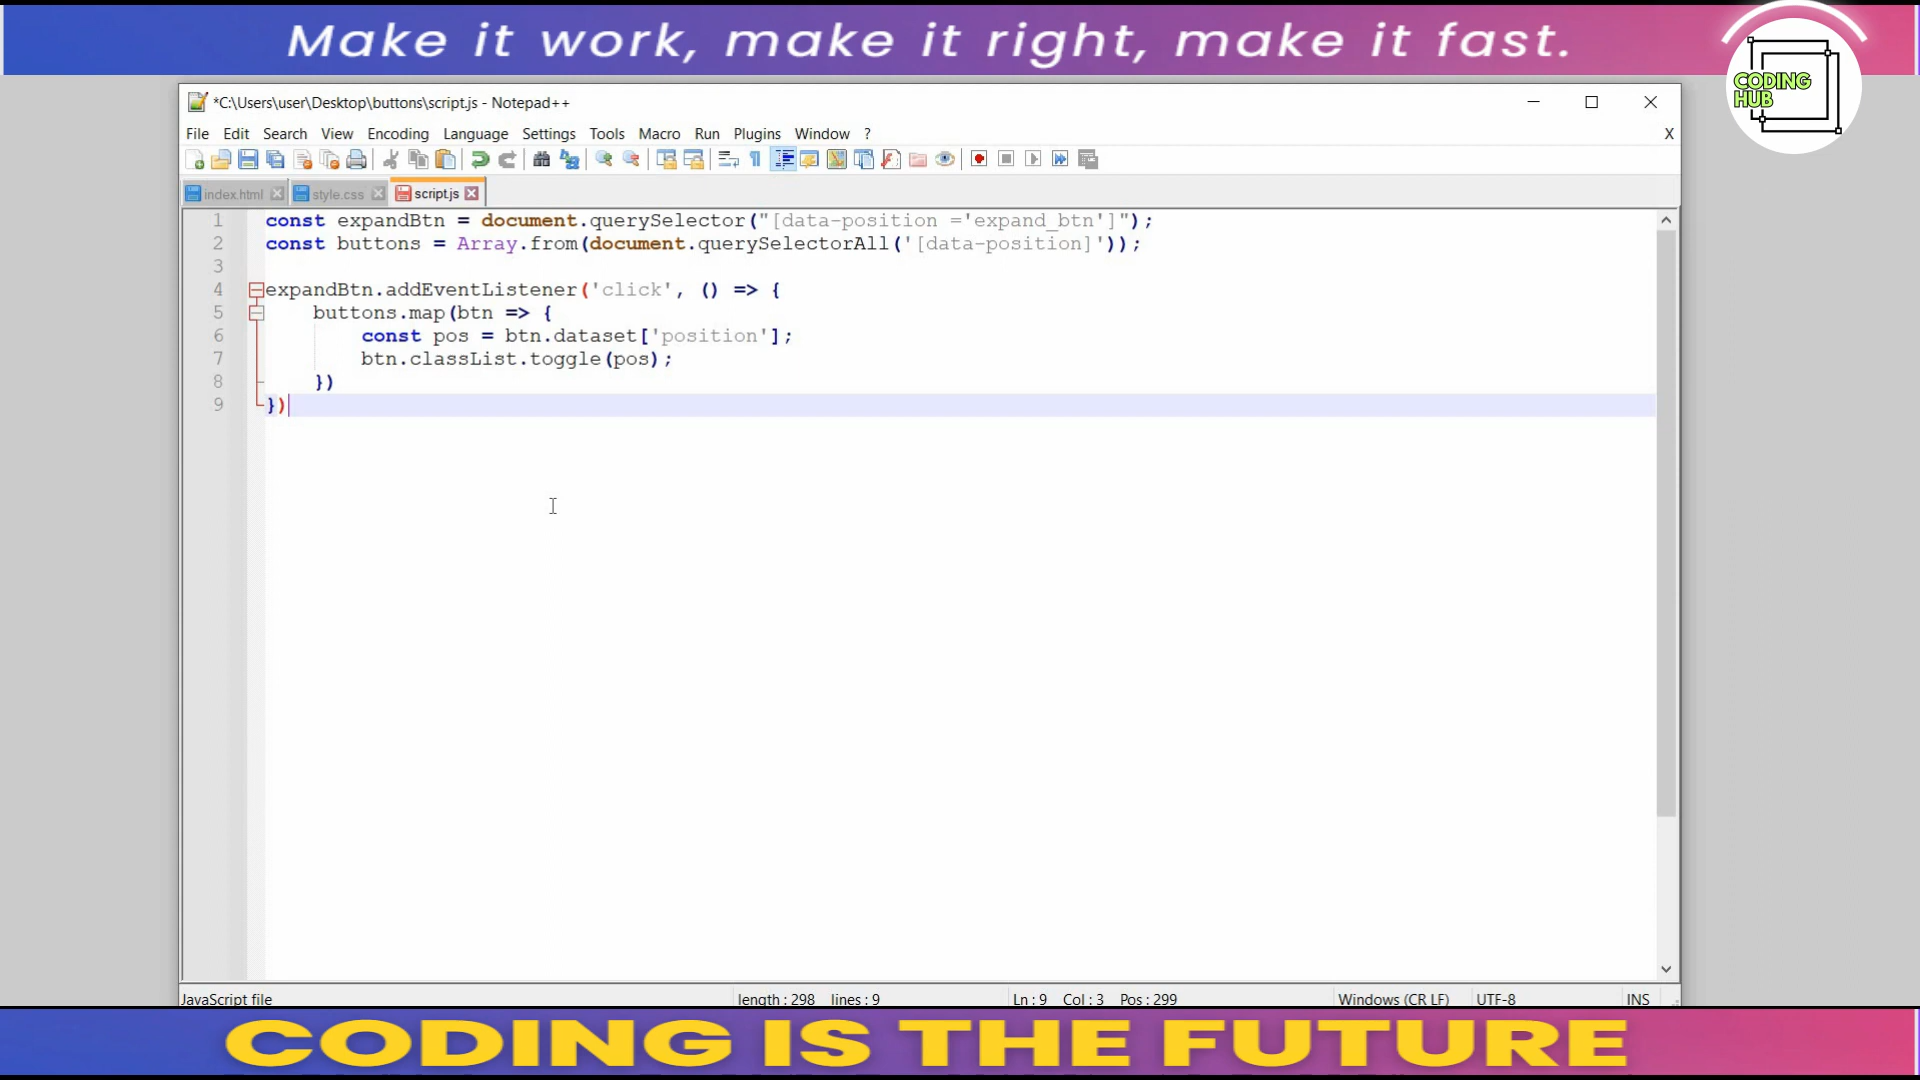 Make it work, make it right, make it fast.
CODING
HUB
*C:\Users\user\Desktop\buttons\script.js - Notepad++
File Edit Search View Encoding Language Settings Tools Macro Run Plugins Window ? X
index.html style.css script.js
1 const expandBtn = document.querySelector("[data-position ='expand_btn']");
2 const buttons = Array.from(document.querySelectorAll('[data-position]'));
3
4 expandBtn.addEventListener('click', () => {
5     buttons.map(btn => {
6         const pos = btn.dataset['position'];
7         btn.classList.toggle(pos);
8     })
9 })
JavaScript file length : 298 lines : 9 Ln : 9 Col : 3 Pos : 299 Windows (CR LF) UTF-8 INS
CODING IS THE FUTURE